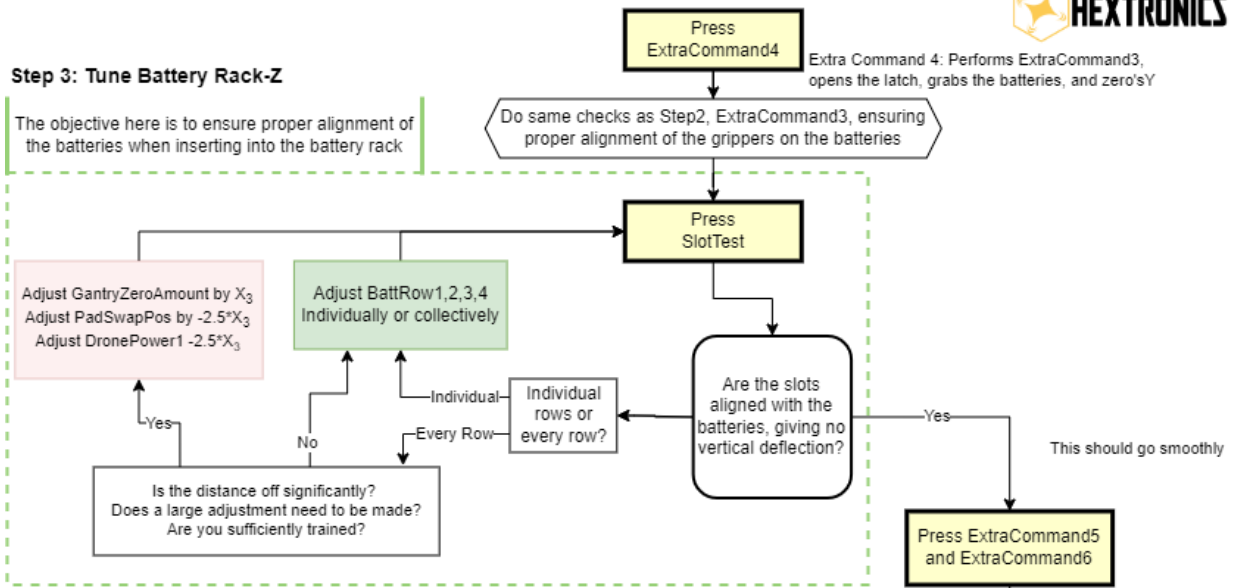 HEXTRONICS
Press
ExtraCommand4
Extra Command 4: Performs ExtraCommand3,
opens the latch, grabs the batteries, and zero'sY
Step 3: Tune Battery Rack-Z
The objective here is to ensure proper alignment of
the batteries when inserting into the battery rack
Do same checks as Step2, ExtraCommand3, ensuring
proper alignment of the grippers on the batteries
Press
SlotTest
Adjust GantryZeroAmount by X3
Adjust PadSwapPos by -2.5*X3
Adjust DronePower1 -2.5*X3
Adjust BattRow1,2,3,4
Individually or collectively
Are the slots
aligned with the
batteries, giving no
vertical deflection?
Individual
rows or
every row?
Individual
Every Row
Yes
No
Yes
Is the distance off significantly?
Does a large adjustment need to be made?
Are you sufficiently trained?
This should go smoothly
Press ExtraCommand5
and ExtraCommand6